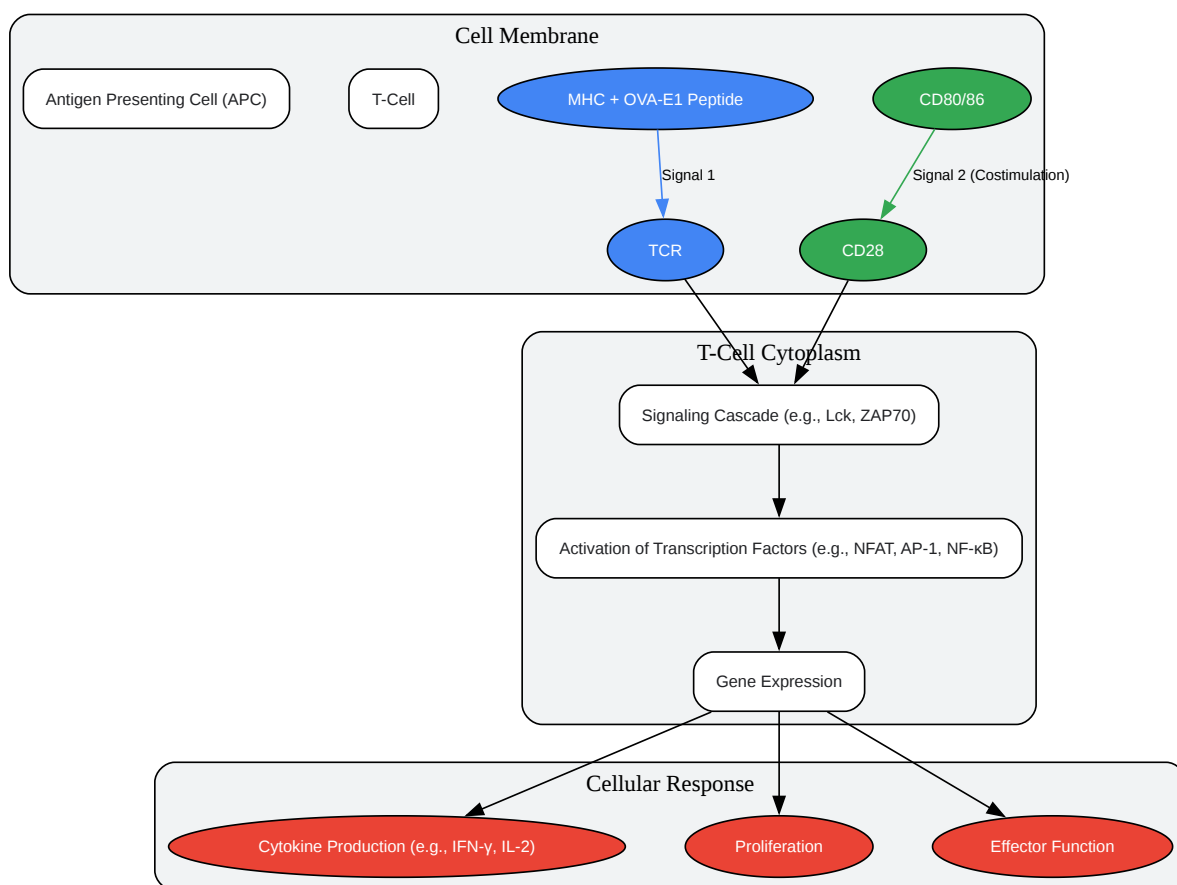 Cell Membrane
Antigen Presenting Cell (APC)
T-Cell
MHC + OVA-E1 Peptide
CD80/86
Signal 1
Signal 2 (Costimulation)
TCR
CD28
T-Cell Cytoplasm
Signaling Cascade (e.g., Lck, ZAP70)
Activation of Transcription Factors (e.g., NFAT, AP-1, NF-κB)
Gene Expression
Cellular Response
Cytokine Production (e.g., IFN-γ, IL-2)
Proliferation
Effector Function